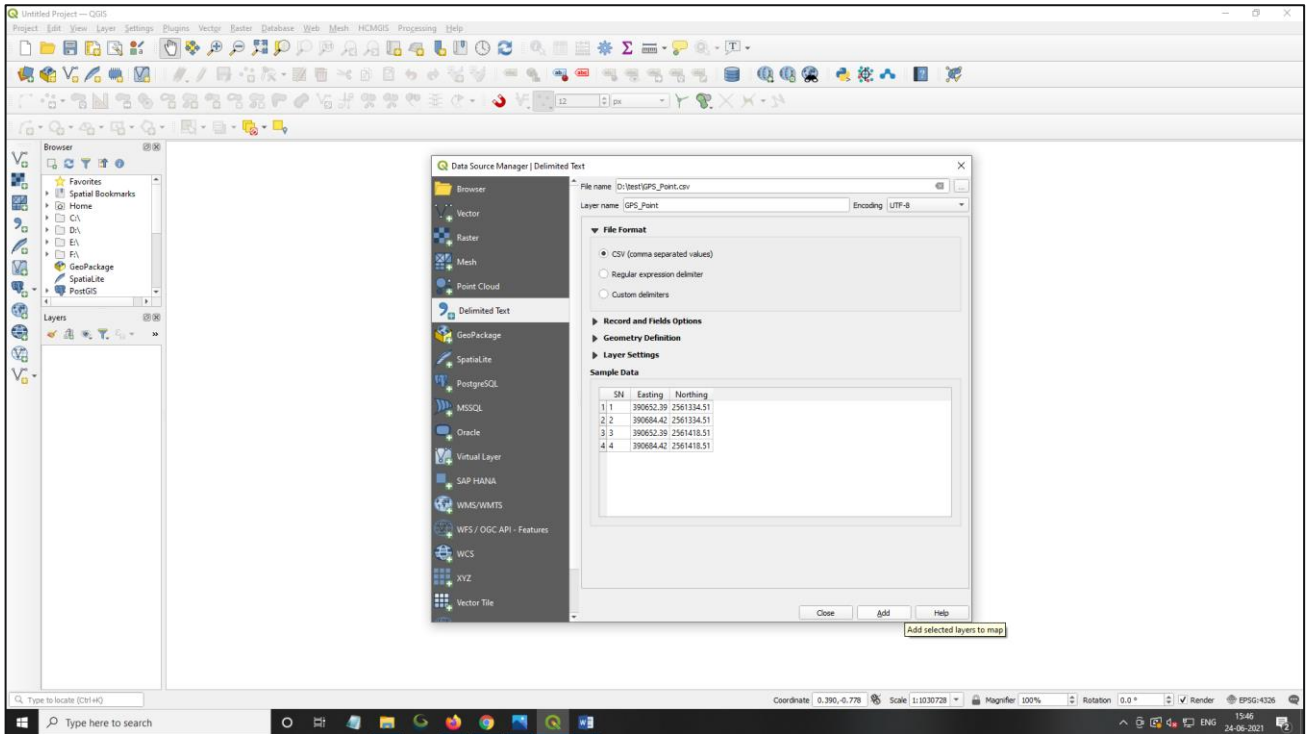 Untitled Project — QGIS
Project Edit View Layer Settings Plugins Vector Raster Database Web Mesh HCMGIS Processing Help
12 px
Browser
Favorites
Spatial Bookmarks
Home
C:\
D:\
E:\
F:\
GeoPackage
SpatiaLite
PostGIS
Layers
Data Source Manager | Delimited Text
Browser
Vector
Raster
Mesh
Point Cloud
Delimited Text
GeoPackage
SpatiaLite
PostgreSQL
MSSQL
Oracle
Virtual Layer
SAP HANA
WMS/WMTS
WFS / OGC API - Features
WCS
XYZ
Vector Tile
File name D:\test\GPS_Point.csv ...
Layer name GPS_Point Encoding UTF-8
File Format
CSV (comma separated values)
Regular expression delimiter
Custom delimiters
Record and Fields Options
Geometry Definition
Layer Settings
Sample Data
SN Easting Northing
1 1 390652.39 2561334.51
2 2 390684.42 2561334.51
3 3 390652.39 2561418.51
4 4 390684.42 2561418.51
Close Add Help
Add selected layers to map
Type to locate (Ctrl+K) Coordinate 0.390,-0.778 Scale 1:1030728 Magnifier 100% Rotation 0.0 ° Render EPSG:4326
Type here to search ENG 15:46
24-06-2021